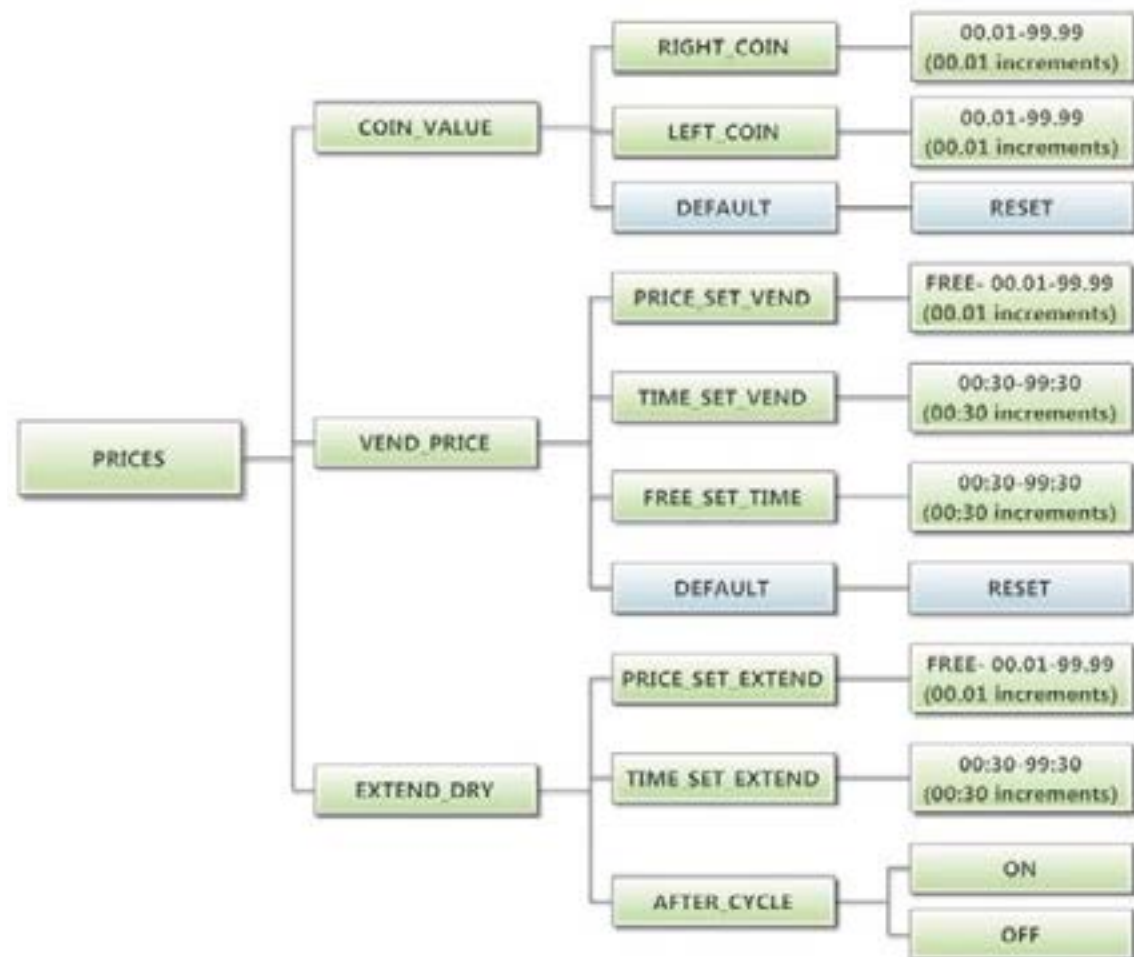 PRICES
COIN_VALUE
RIGHT_COIN
00.01-99.99
(00.01 increments)
LEFT_COIN
00.01-99.99
(00.01 increments)
DEFAULT
RESET
VEND_PRICE
PRICE_SET_VEND
FREE- 00.01-99.99
(00.01 increments)
TIME_SET_VEND
00:30-99:30
(00:30 increments)
FREE_SET_TIME
00:30-99:30
(00:30 increments)
DEFAULT
RESET
EXTEND_DRY
PRICE_SET_EXTEND
FREE- 00.01-99.99
(00.01 increments)
TIME_SET_EXTEND
00:30-99:30
(00:30 increments)
AFTER_CYCLE
ON
OFF